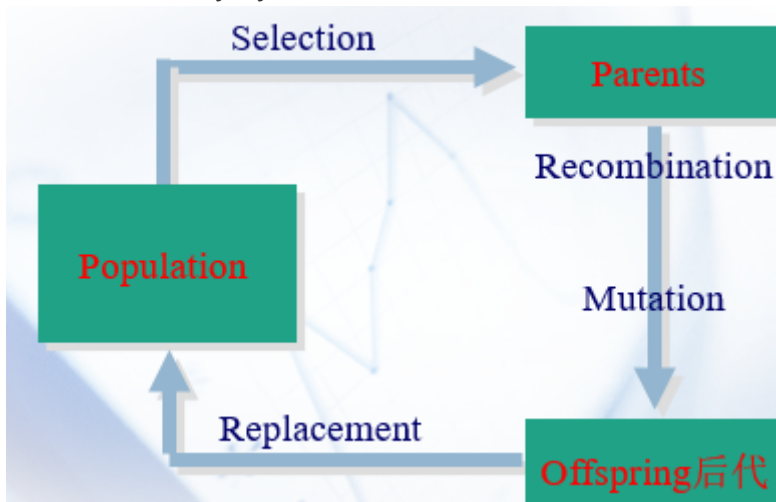 Selection
Parents
Recombination
Population
Mutation
Replacement
Offspring后代